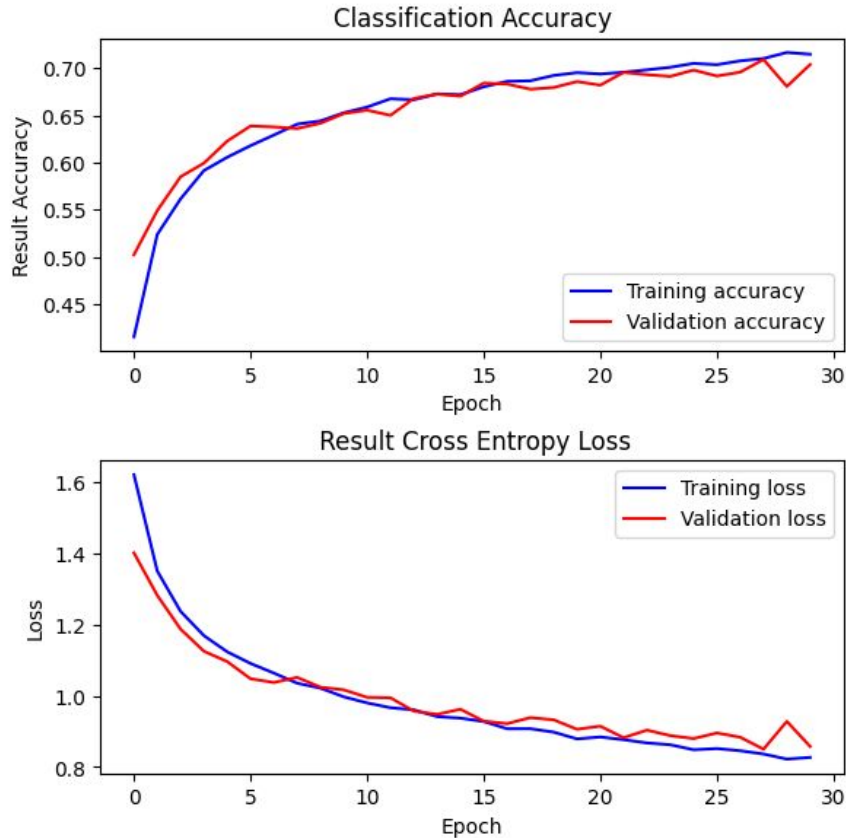 Classification Accuracy
Result Accuracy
0.70
0.65
0.60
0.55
0.50
0.45
Training accuracy
Validation accuracy
0 5 10 15 20 25 30
Epoch
Result Cross Entropy Loss
Loss
1.6
1.4
1.2
1.0
0.8
Training loss
Validation loss
0 5 10 15 20 25 30
Epoch